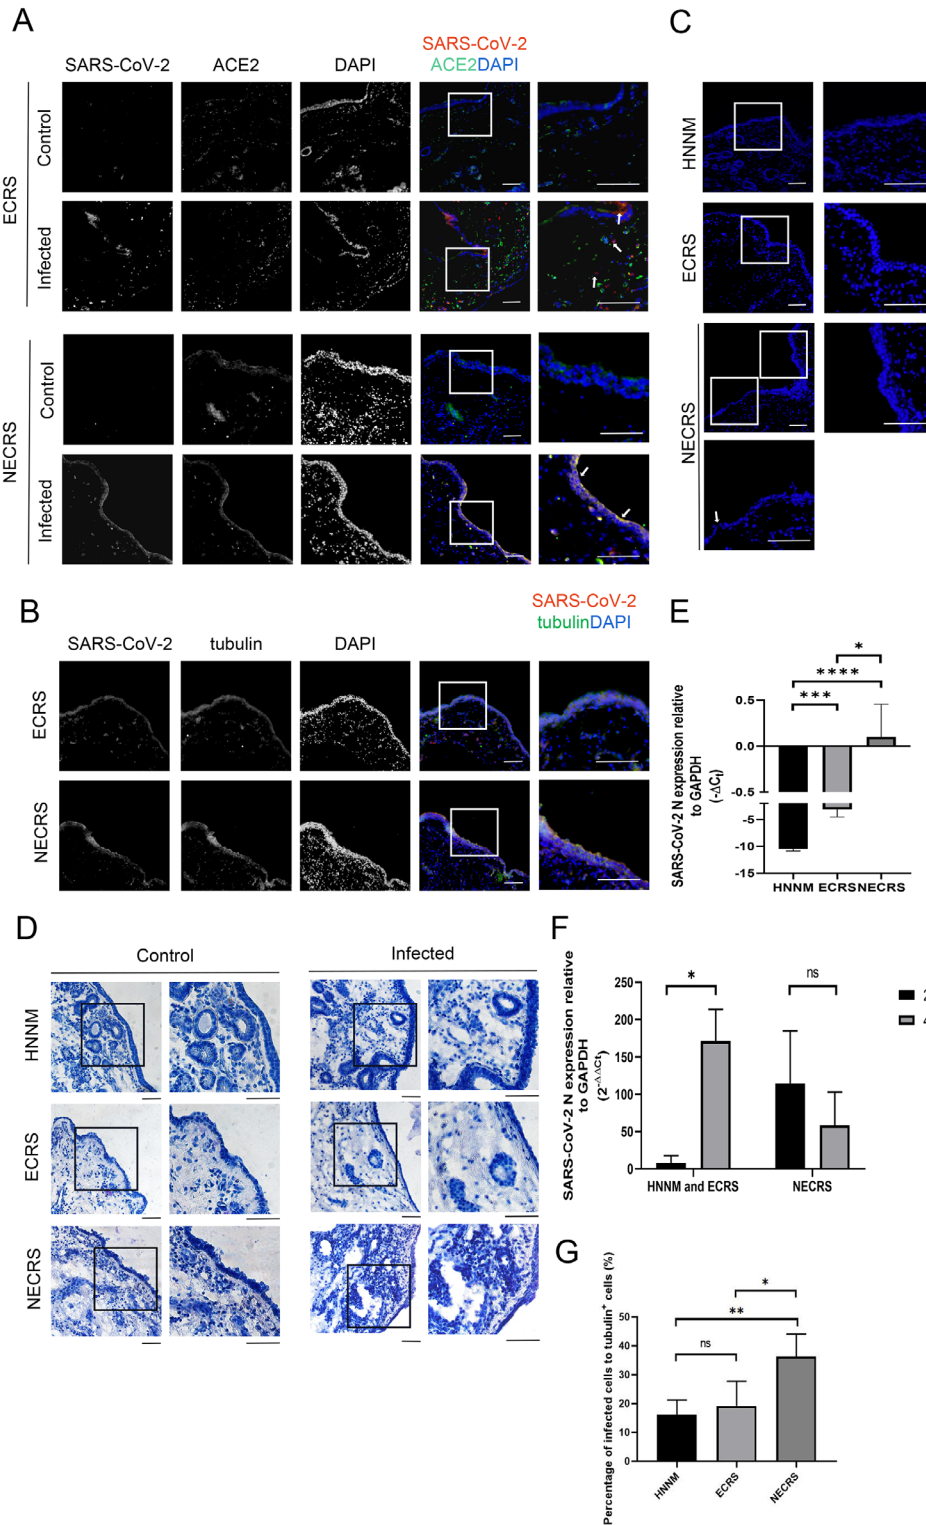 A
SARS-CoV-2
ACE2
DAPI
SARS-CoV-2
ACE2DAPI
ECRS
Control
Infected
NECRS
Control
Infected
C
HNNM
ECRS
NECRS
B
SARS-CoV-2
tubulin
DAPI
SARS-CoV-2
tubulinDAPI
ECRS
NECRS
E
SARS-CoV-2 N expression relative
to GAPDH
(-ΔCt)
*
****
***
0.5
0.0
-0.5
-5
-10
-15
HNNM ECRS NECRS
D
Control
Infected
HNNM
ECRS
NECRS
F
SARS-CoV-2 N expression relative
to GAPDH
(2-ΔΔCt)
*
ns
250
200
150
100
50
0
HNNM and ECRS
NECRS
2
4
G
Percentage of infected cells to tubulin+ cells (%)
*
**
ns
50
40
30
20
10
0
HNNM
ECRS
NECRS